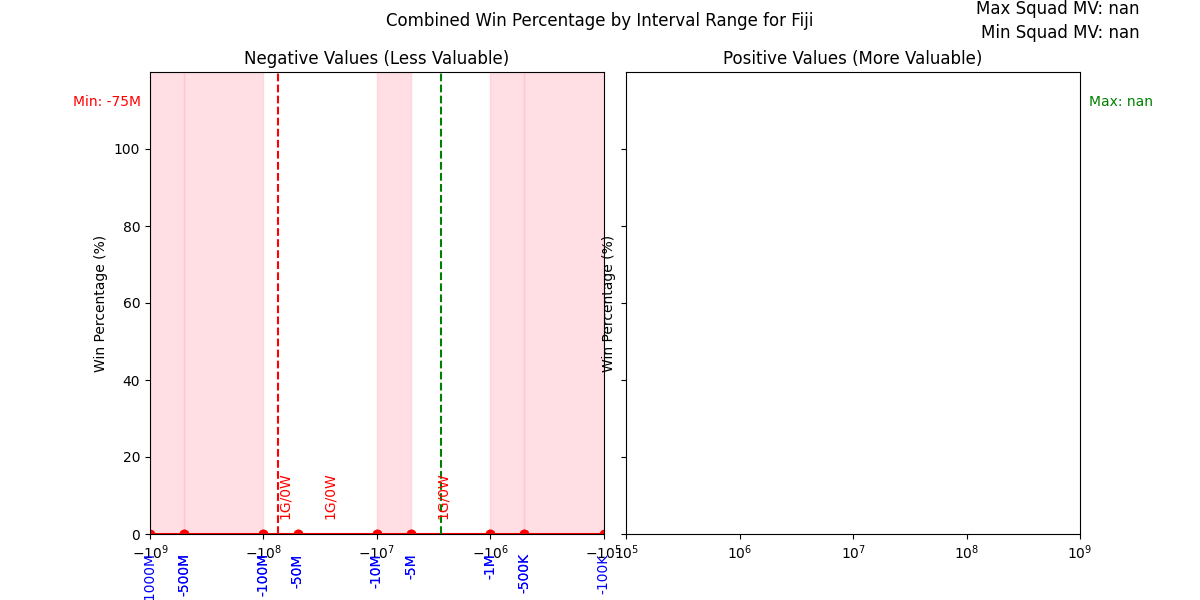 Max Squad MV: nan
Combined Win Percentage by Interval Range for Fiji
Min Squad MV: nan
Negative Values (Less Valuable)
Positive Values (More Valuable)
Min: -75M
Max: nan
Win Percentage (%)
100
80
60
40
20
0
1G/0W
1G/0W
1G/0W
−10⁹
−10⁸
−10⁷
−10⁶
−10⁵
1000M
-500M
-100M
-50M
-10M
-5M
-1M
-500K
-100K
Win Percentage (%)
10⁵
10⁶
10⁷
10⁸
10⁹